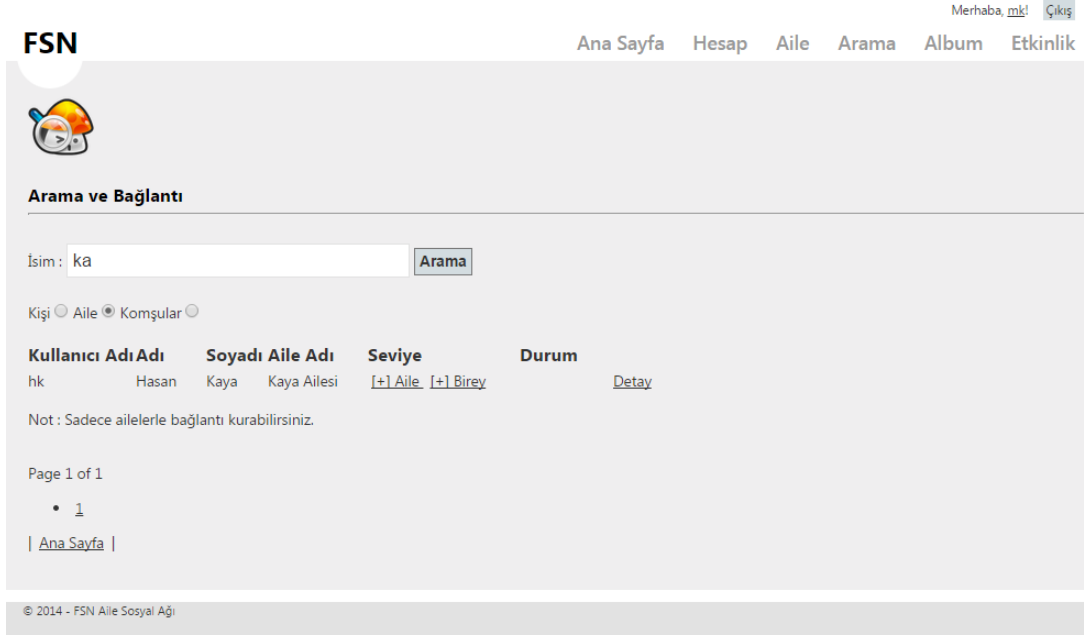 Merhaba, mk! Çıkış
FSN
Ana Sayfa Hesap Aile Arama Album Etkinlik
Arama ve Bağlantı
İsim : ka Arama
Kişi Aile Komşular
Kullanıcı Adı Adı Soyadı Aile Adı Seviye Durum
hk Hasan Kaya Kaya Ailesi [+] Aile [+] Birey Detay
Not : Sadece ailelerle bağlantı kurabilirsiniz.
Page 1 of 1
• 1
| Ana Sayfa |
© 2014 - FSN Aile Sosyal Ağı